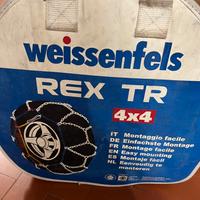 weissenfels
REX TR
4x4
IT Montaggio facile
DE Einfachste Montage
FR Montage facile
EN Easy mounting
ES Montaje facil
NL Eenvoudig te
monteren